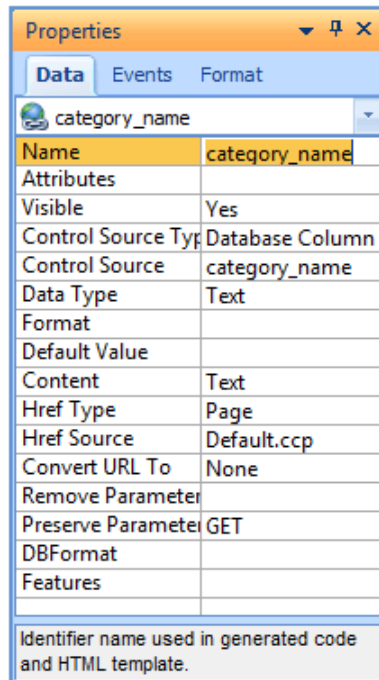 Properties
Data Events Format
category_name
Name category_name
Attributes
Visible Yes
Control Source Typ Database Column
Control Source category_name
Data Type Text
Format
Default Value
Content Text
Href Type Page
Href Source Default.ccp
Convert URL To None
Remove Parameter
Preserve Parameter GET
DBFormat
Features
Identifier name used in generated code
and HTML template.